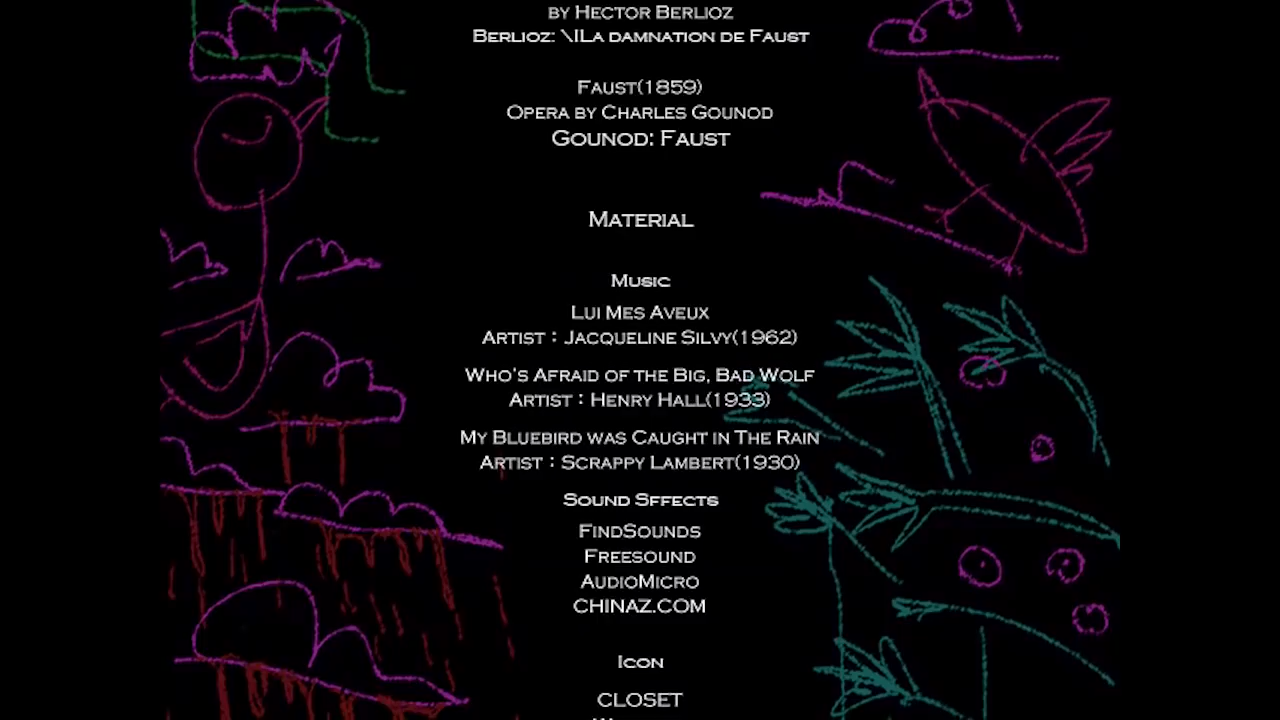 by Hector Berlioz
Berlioz: \lLa damnation de Faust
Faust(1859)
Opera by Charles Gounod
Gounod: Faust
Material
Music
Lui Mes Aveux
Artist：Jacqueline Silvy(1962)
Who's Afraid of the Big, Bad Wolf
Artist：Henry Hall(1933)
My Bluebird was Caught in The Rain
Artist：Scrappy Lambert(1930)
Sound Sffects
FindSounds
Freesound
AudioMicro
CHINAZ.COM
Icon
CLOSET